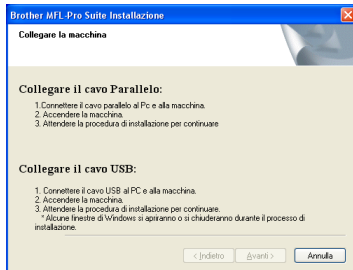 Brother MFL-Pro Suite Installazione
Collegare la macchina
Collegare il cavo Parallelo:
1.Connettere il cavo parallelo al Pc e alla macchina.
2. Accendere la macchina.
3. Attendere la procedura di installazione per continuare
Collegare il cavo USB:
1. Connettere il cavo USB al PC e alla macchina.
2. Accendere la macchina.
3. Attendere la procedura di installazione per continuare.
* Alcune finestre di Windows si apriranno o si chiuderanno durante il processo di
installazione.
< Indietro Avanti > Annulla